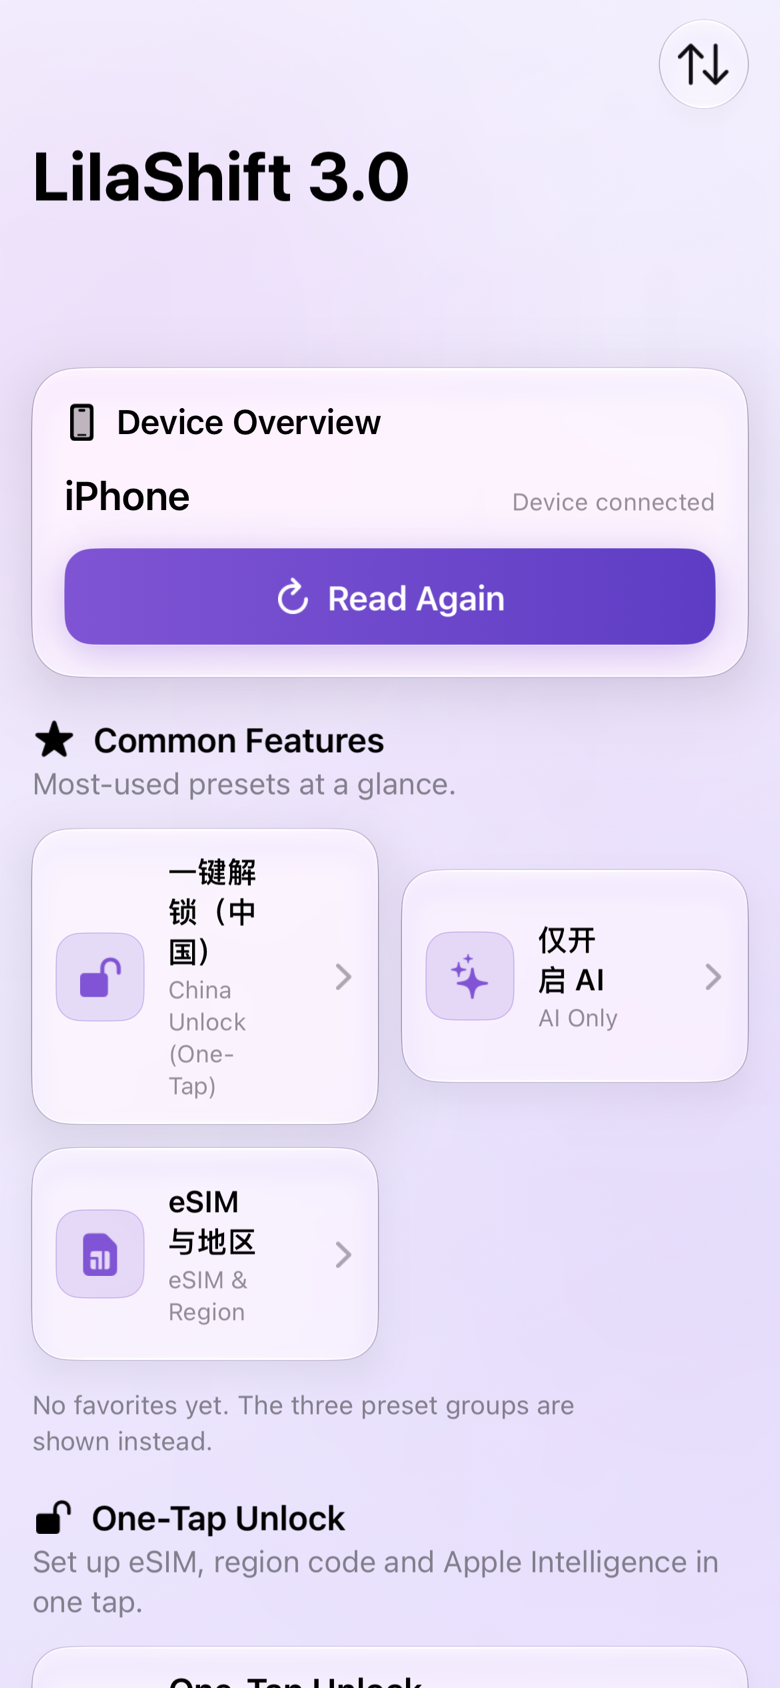 LilaShift 3.0
Device Overview
iPhone
Device connected
Read Again
Common Features
Most-used presets at a glance.
一键解
锁（中
国）
China
Unlock
(One-
Tap)
仅开
启 AI
AI Only
eSIM
与地区
eSIM &
Region
No favorites yet. The three preset groups are
shown instead.
One-Tap Unlock
Set up eSIM, region code and Apple Intelligence in
one tap.
One-Tap Unlock